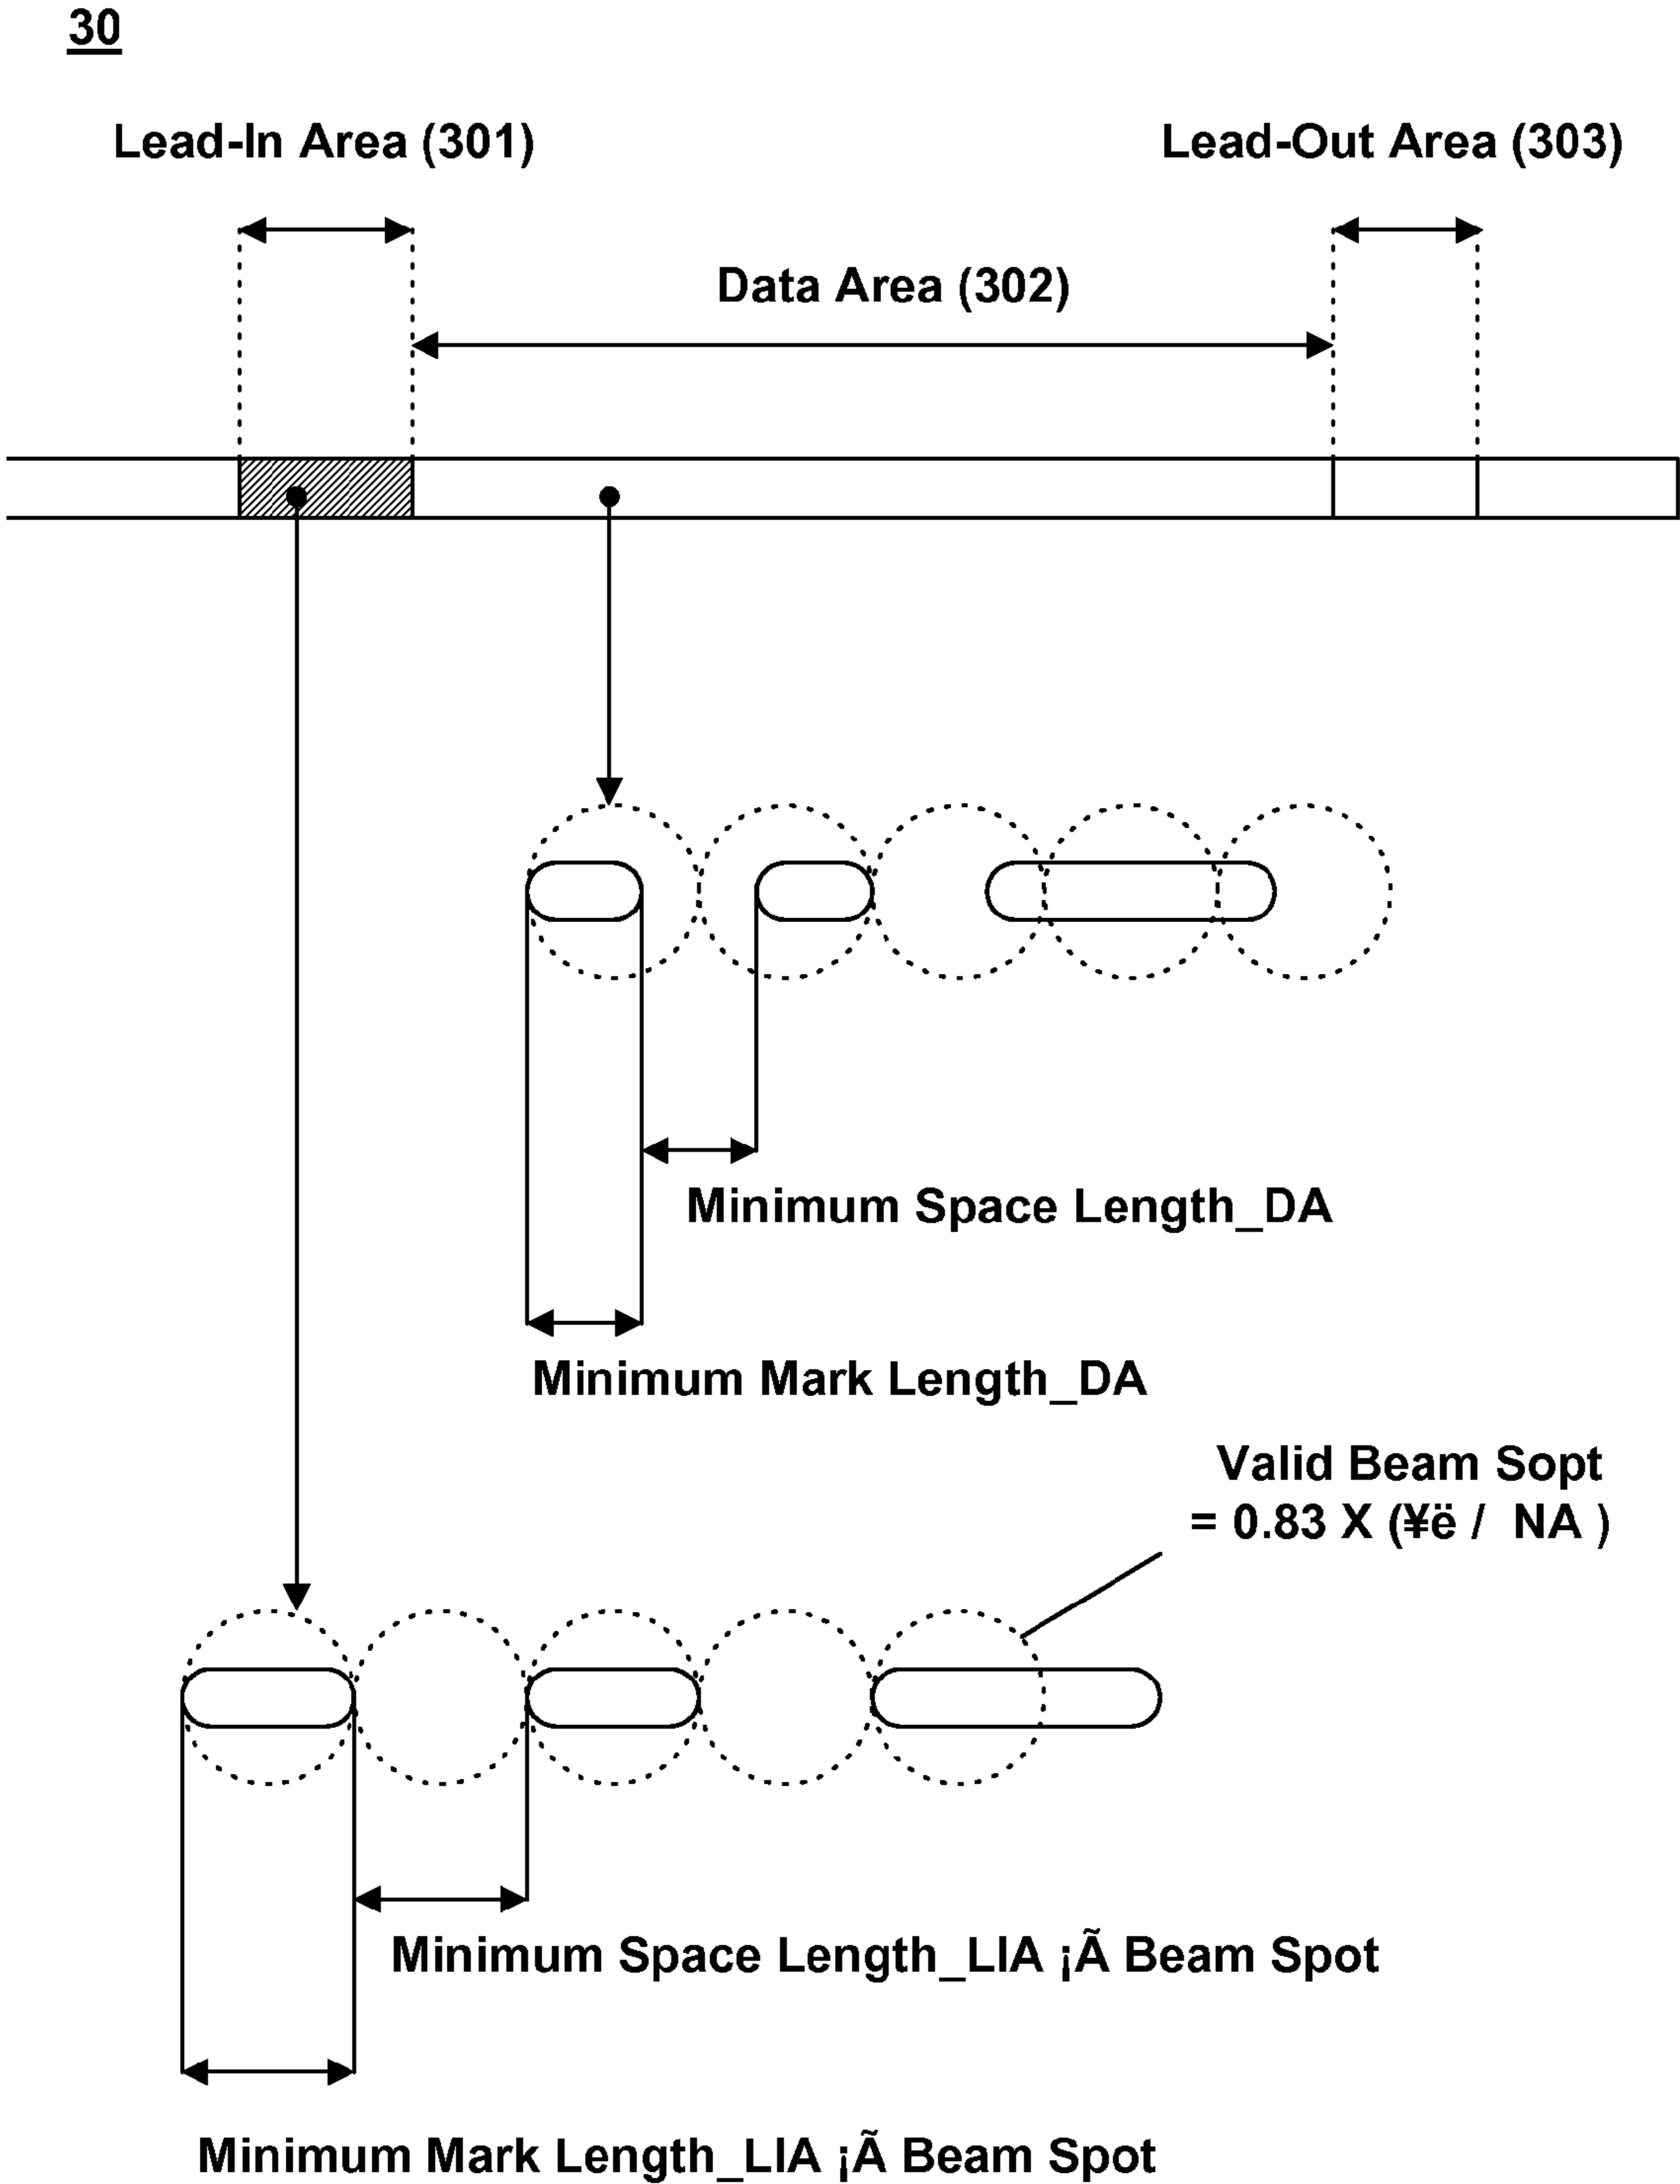 30
Lead-In Area (301)
Lead-Out Area (303)
Data Area (302)
Minimum Space Length_DA
Minimum Mark Length_DA
Valid Beam Sopt
= 0.83 X (¥ë / NA )
Minimum Space Length_LIA ¡Ã Beam Spot
Minimum Mark Length_LIA ¡Ã Beam Spot